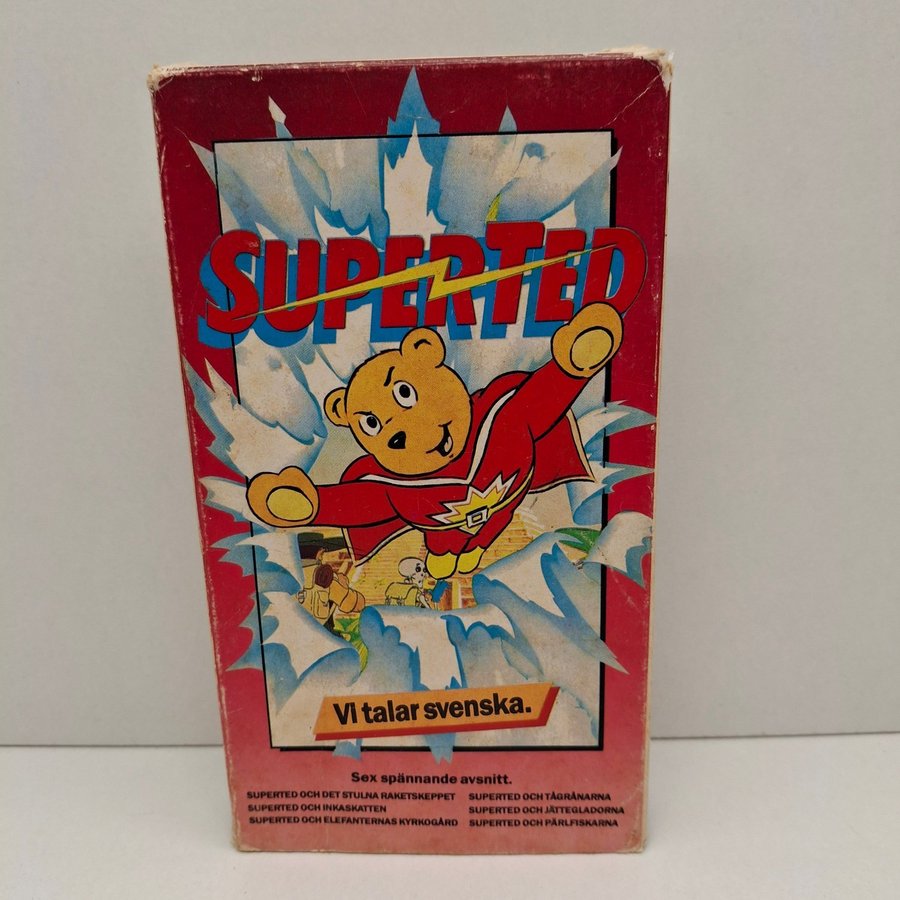 SUPERTED
Vi talar svenska.
Sex spännande avsnitt.
SUPERTED OCH DET STULNA RAKETSKEPPET
SUPERTED OCH INKASKATTEN
SUPERTED OCH ELEFANTERNAS KYRKOGÅRD
SUPERTED OCH TÅGRÅNARNA
SUPERTED OCH JÄTTEGLADORNA
SUPERTED OCH PÄRLFISKARNA